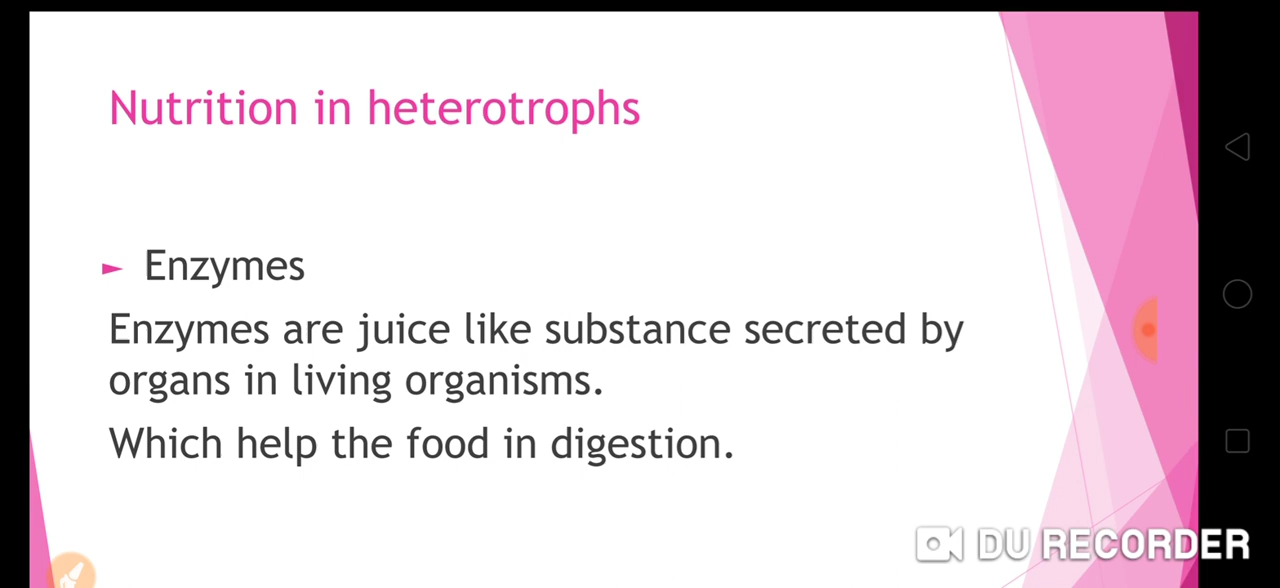 Nutrition in heterotrophs
► Enzymes
Enzymes are juice like substance secreted by
organs in living organisms.
Which help the food in digestion.
DU RECORDER